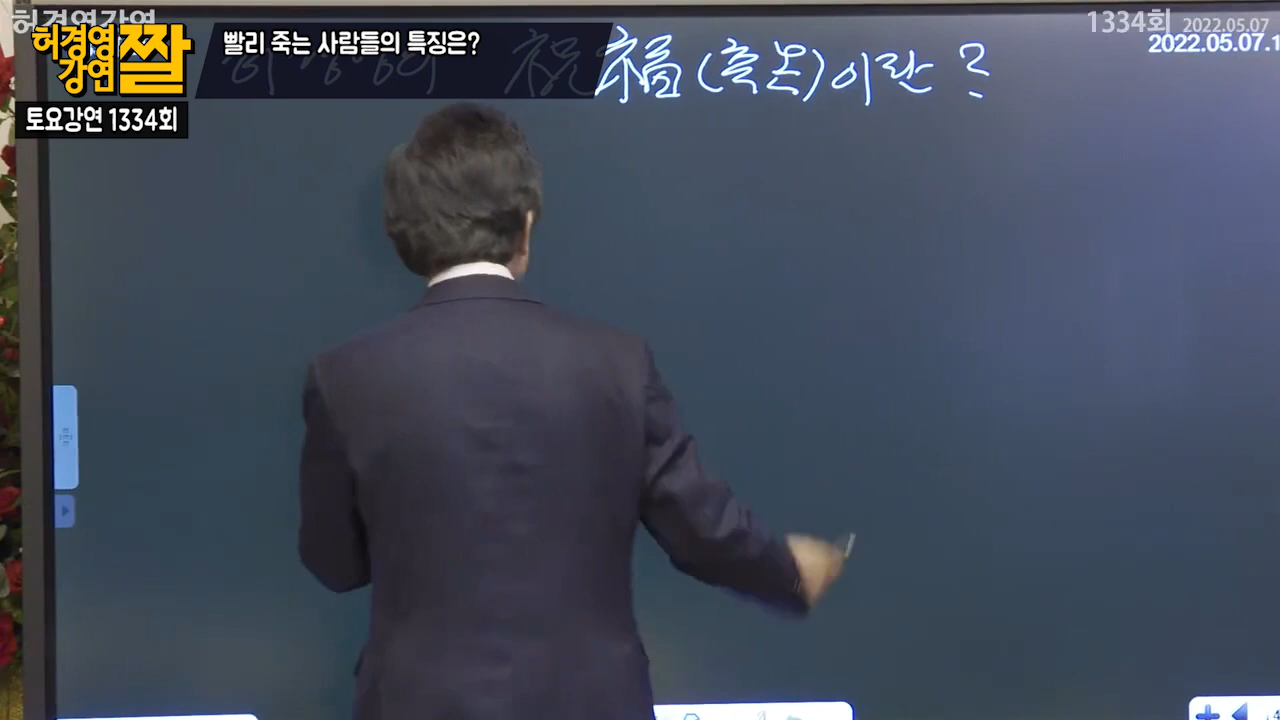 허경영강연
1334회 2022.05.07
허경영
강연
짤
빨리 죽는 사람들의 특징은?
2022.05.07.1
토요강연 1334회
祝福(축복)이란?